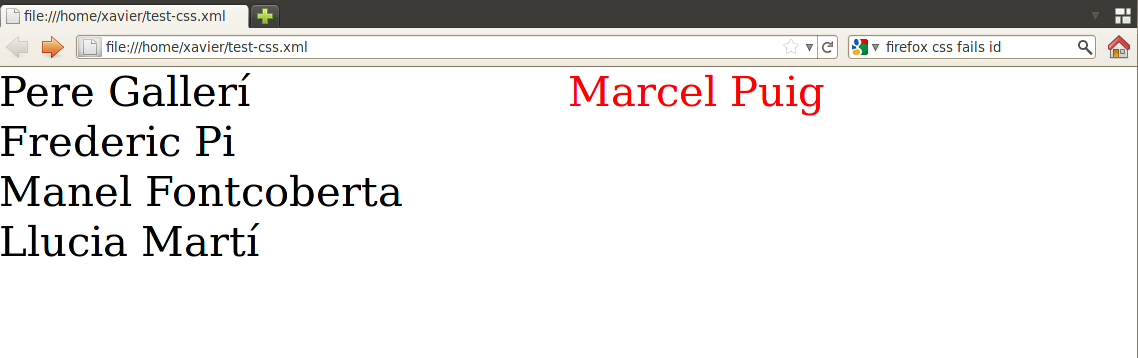 file:///home/xavier/test-css.xml
file:///home/xavier/test-css.xml firefox css fails id
Pere Gallerí Marcel Puig
Frederic Pi
Manel Fontcoberta
Llucia Martí